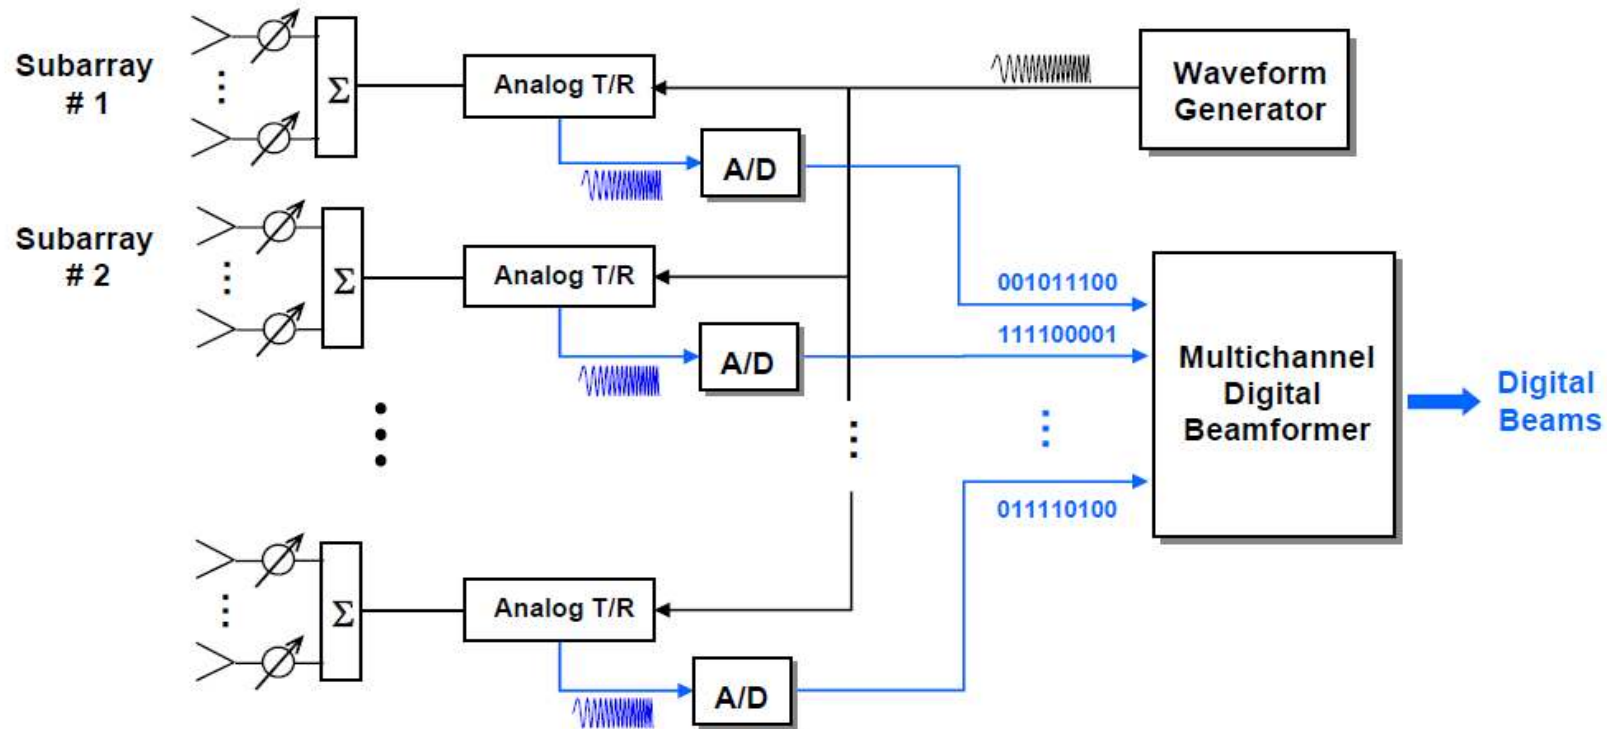 Subarray
# 1
Σ
Analog T/R
Waveform
Generator
A/D
Subarray
# 2
Σ
Analog T/R
A/D
001011100
111100001
Multichannel
Digital
Beamformer
Digital
Beams
011110100
Σ
Analog T/R
A/D